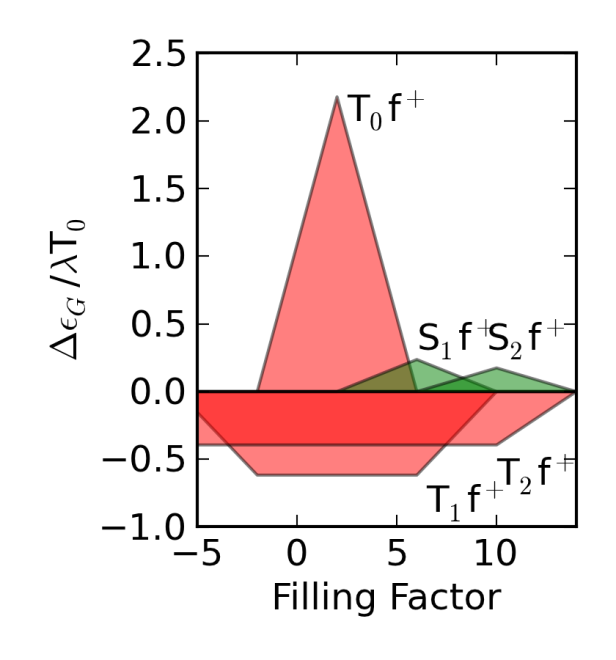 2.5
2.0
1.5
1.0
0.5
0.0
−0.5
−1.0
Δϵ_G/λT₀
T₀f⁺
S₁f⁺
S₂f⁺
T₂f⁺
T₁f⁺
−5 0 5 10
Filling Factor